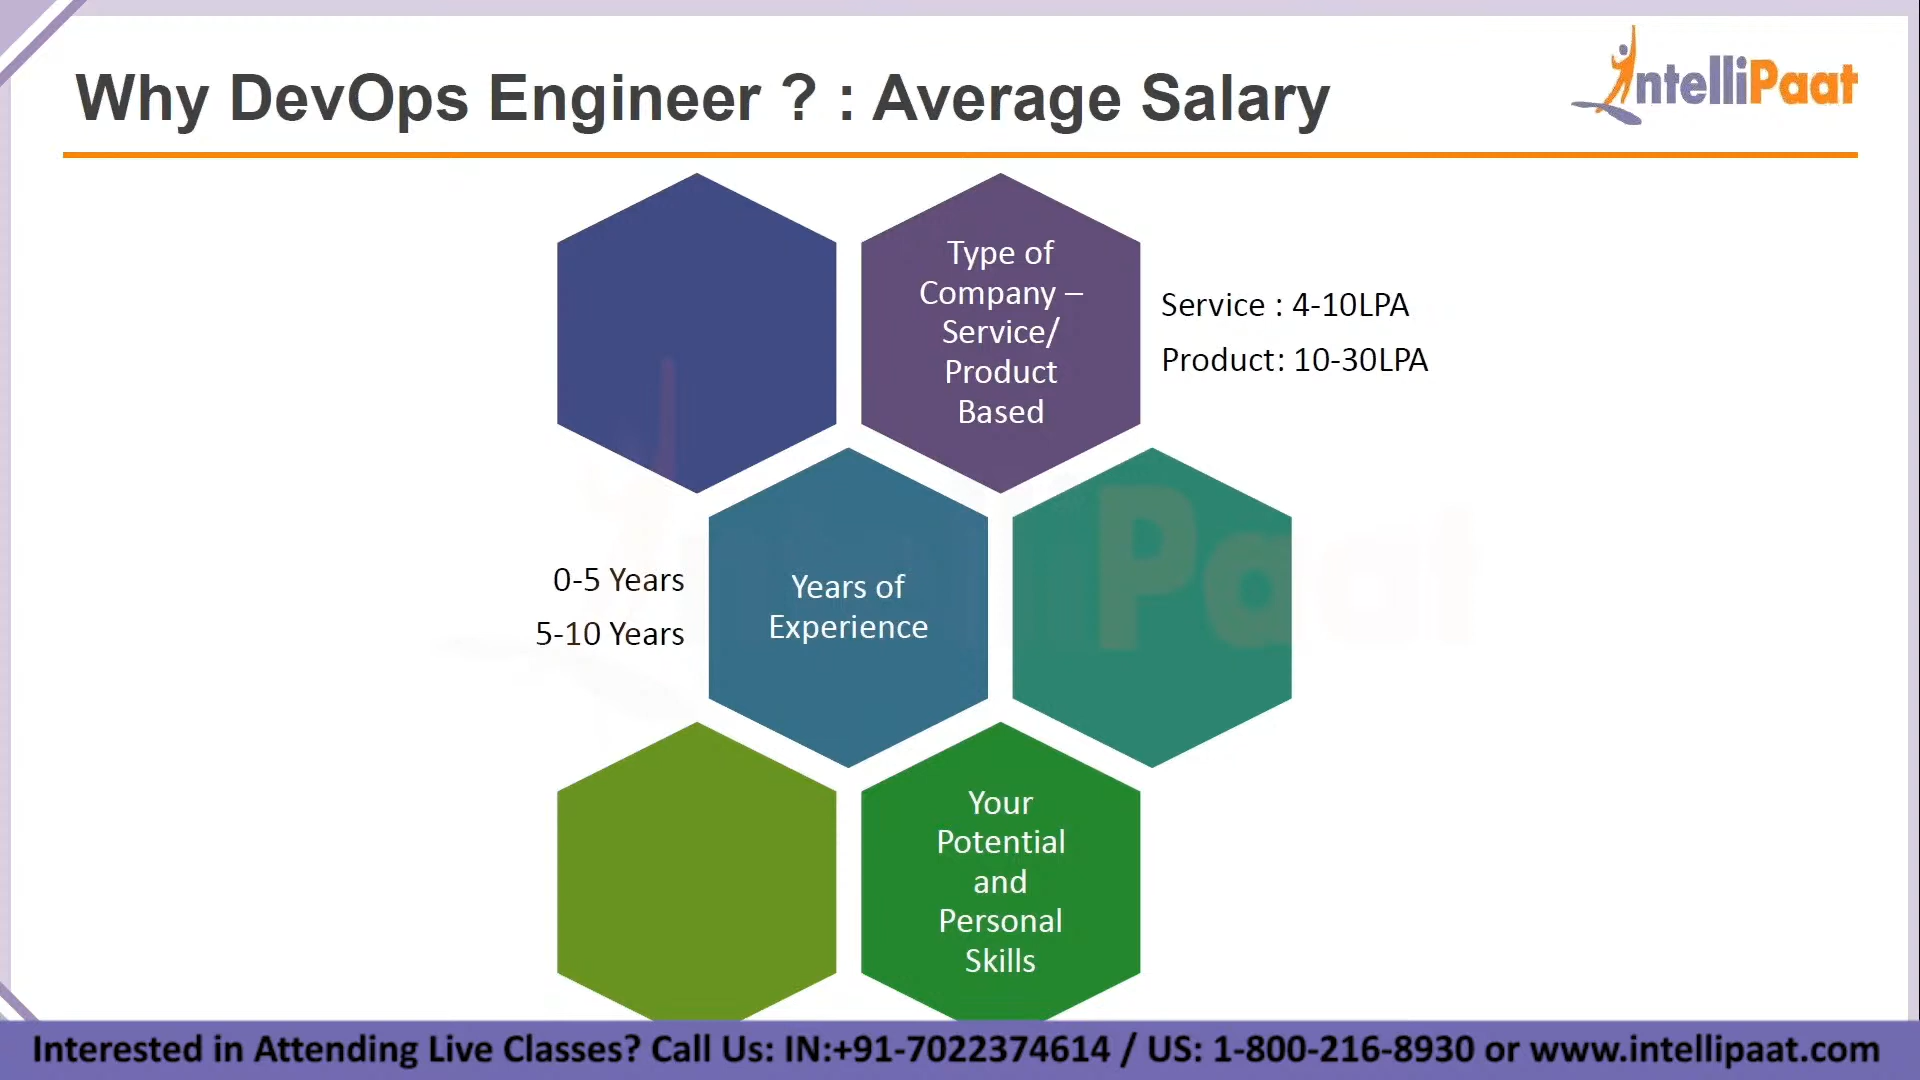 Why DevOps Engineer ? : Average Salary
IntelliPaat
Type of
Company –
Service/
Product
Based
Service : 4-10LPA
Product: 10-30LPA
0-5 Years
5-10 Years
Years of
Experience
Your
Potential
and
Personal
Skills
Interested in Attending Live Classes? Call Us: IN:+91-7022374614 / US: 1-800-216-8930 or www.intellipaat.com